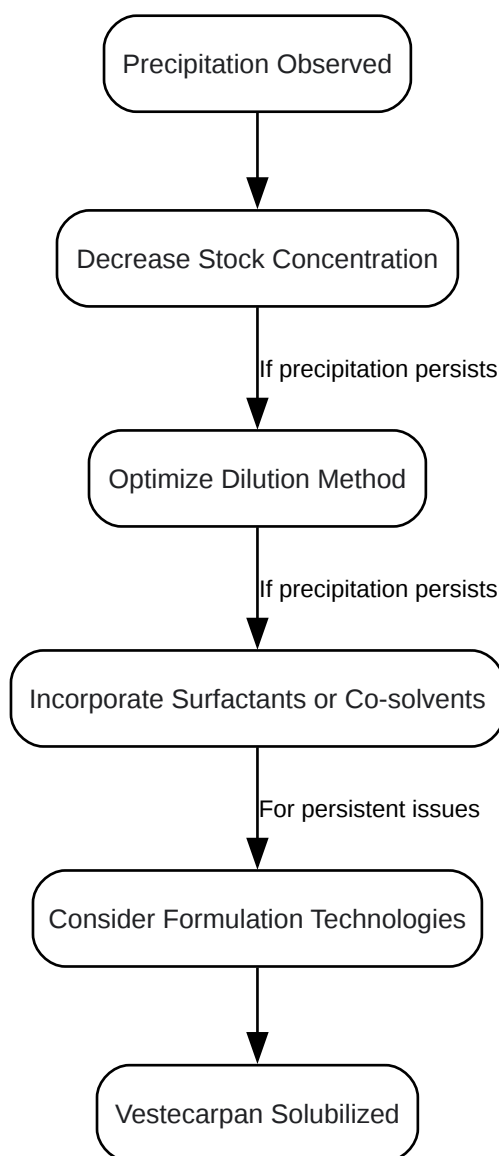 Precipitation Observed
Decrease Stock Concentration
If precipitation persists
Optimize Dilution Method
If precipitation persists
Incorporate Surfactants or Co-solvents
For persistent issues
Consider Formulation Technologies
Vestecarpan Solubilized